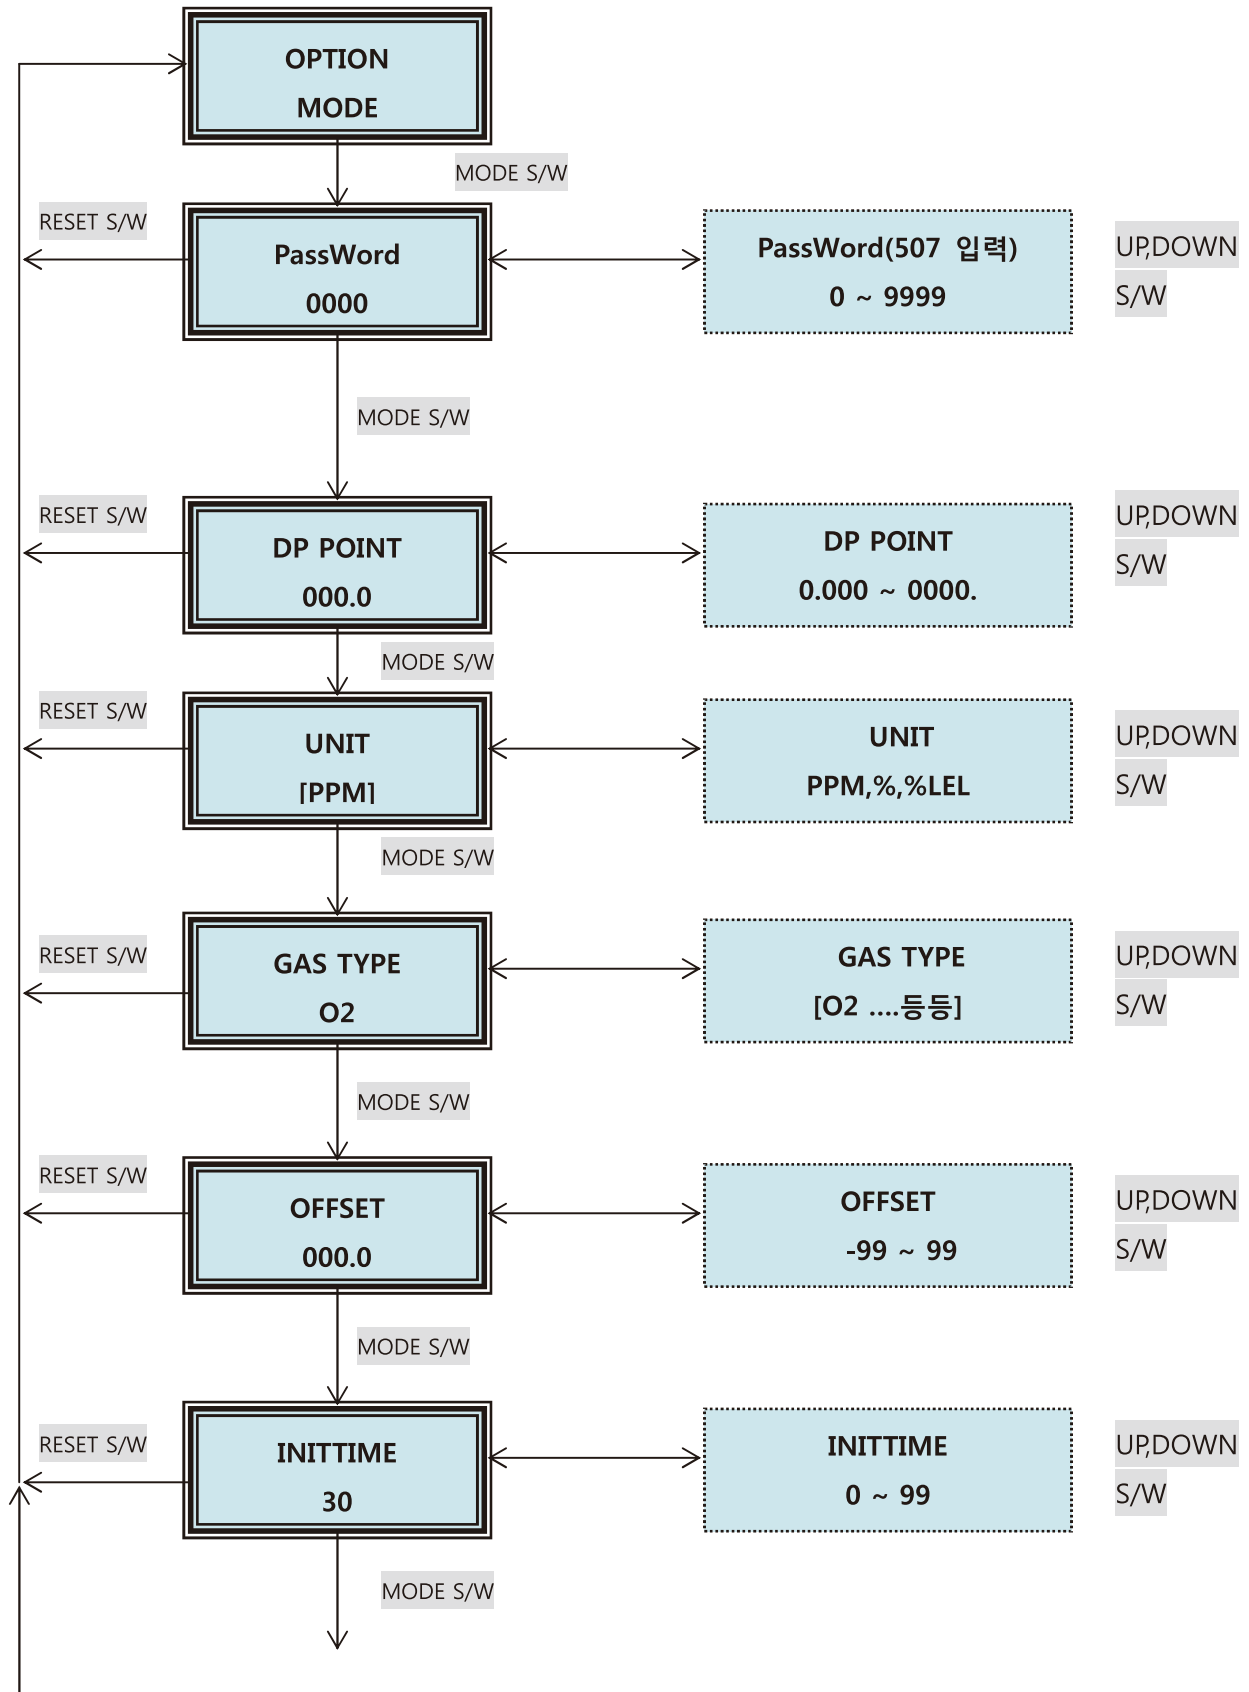 OPTION
MODE
MODE S/W
RESET S/W
PassWord
0000
PassWord(507 입력)
0 ~ 9999
UP,DOWN
S/W
MODE S/W
RESET S/W
DP POINT
000.0
DP POINT
0.000 ~ 0000.
UP,DOWN
S/W
MODE S/W
RESET S/W
UNIT
[PPM]
UNIT
PPM,%,%LEL
UP,DOWN
S/W
MODE S/W
RESET S/W
GAS TYPE
O2
GAS TYPE
[O2 ....등등]
UP,DOWN
S/W
MODE S/W
RESET S/W
OFFSET
000.0
OFFSET
-99 ~ 99
UP,DOWN
S/W
MODE S/W
RESET S/W
INITTIME
30
INITTIME
0 ~ 99
UP,DOWN
S/W
MODE S/W